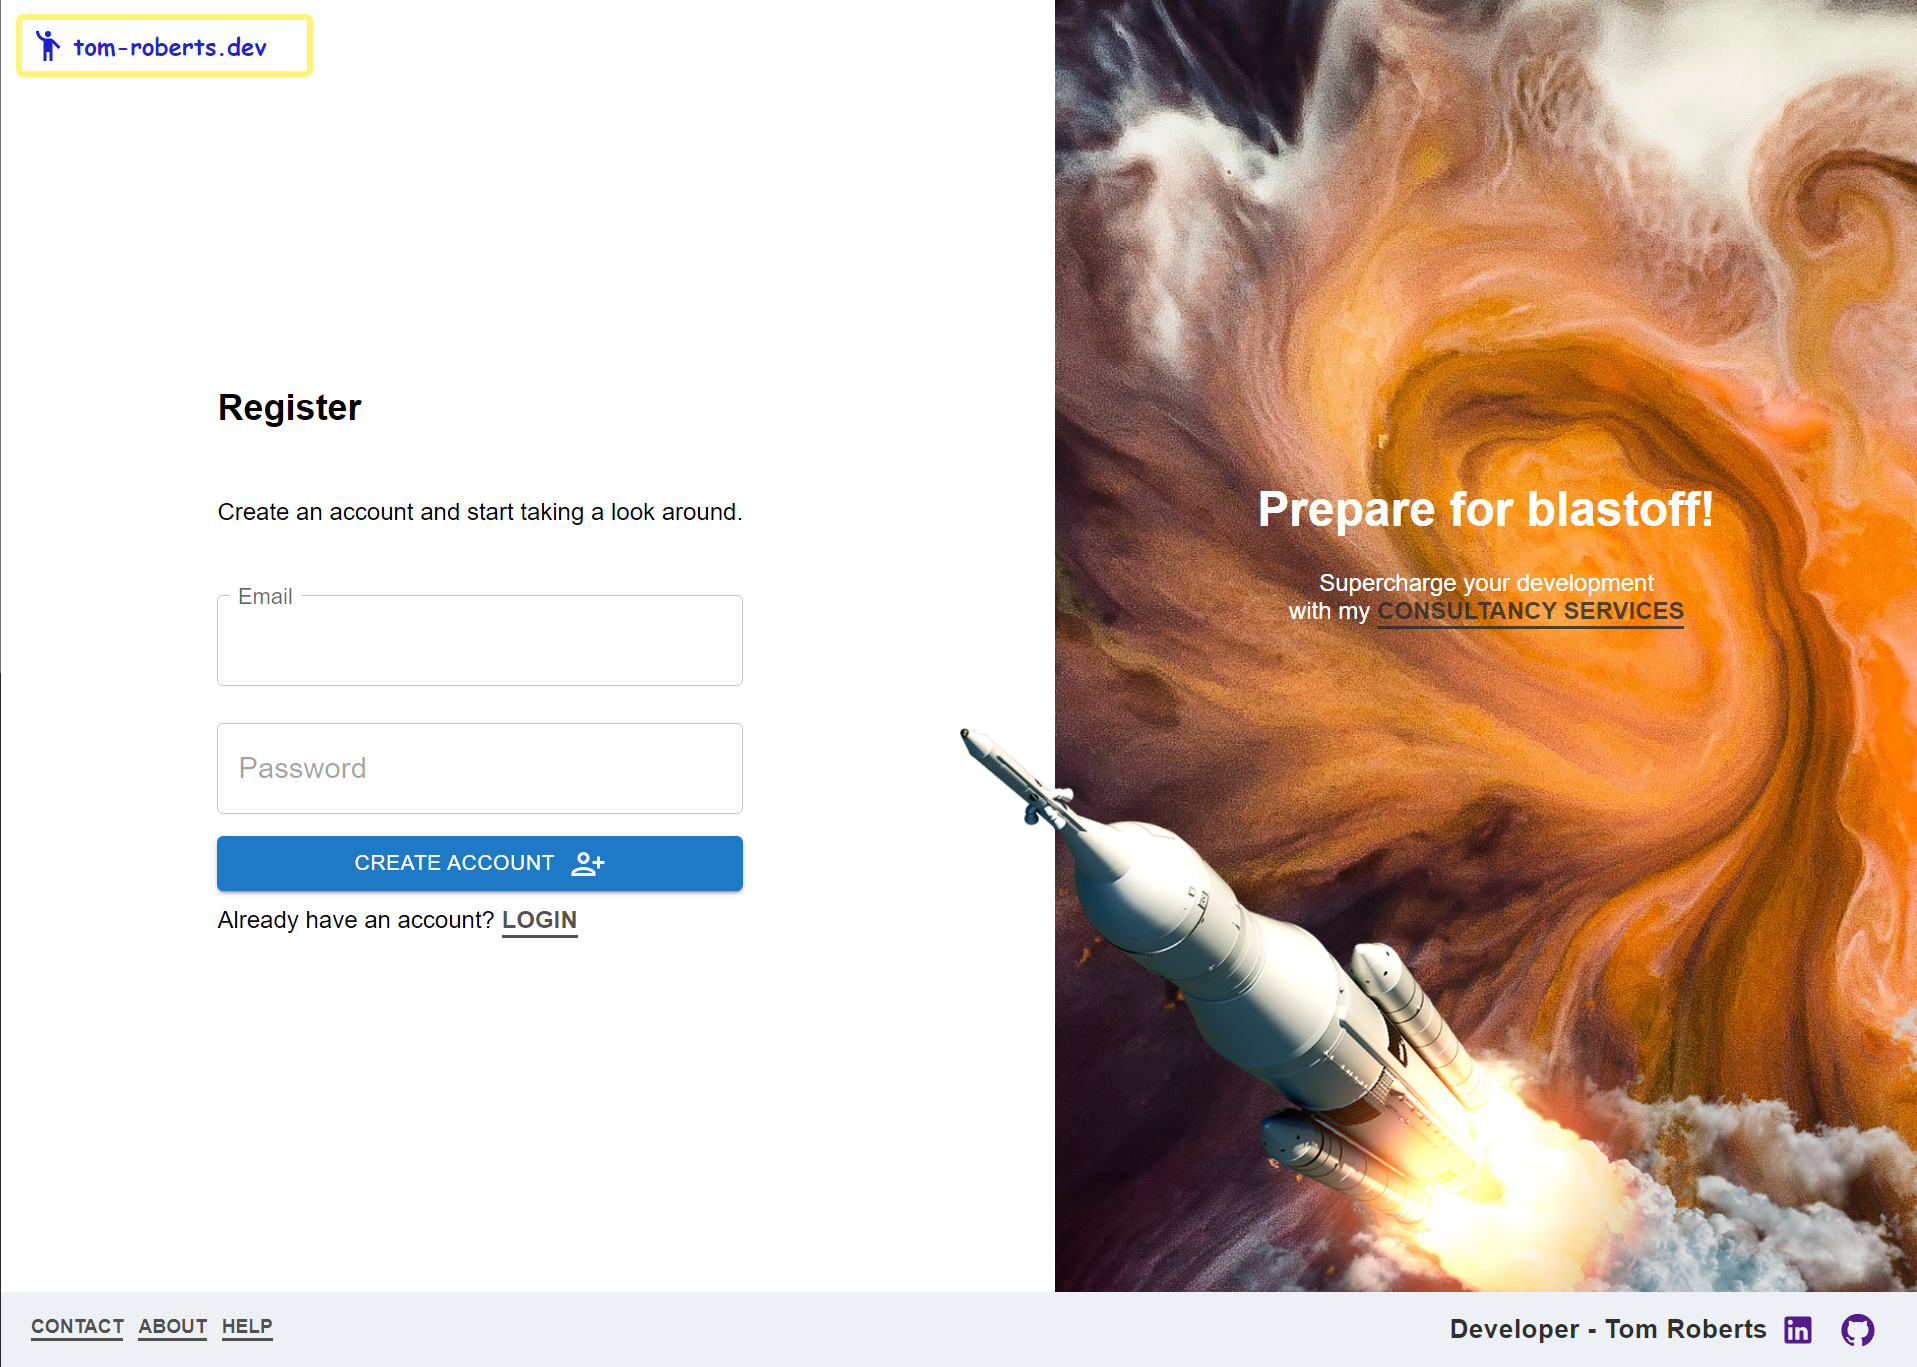 tom-roberts.dev
Register
Create an account and start taking a look around.
Email
Password
CREATE ACCOUNT
Already have an account? LOGIN
Prepare for blastoff!
Supercharge your development
with my CONSULTANCY SERVICES
CONTACT ABOUT HELP
Developer - Tom Roberts